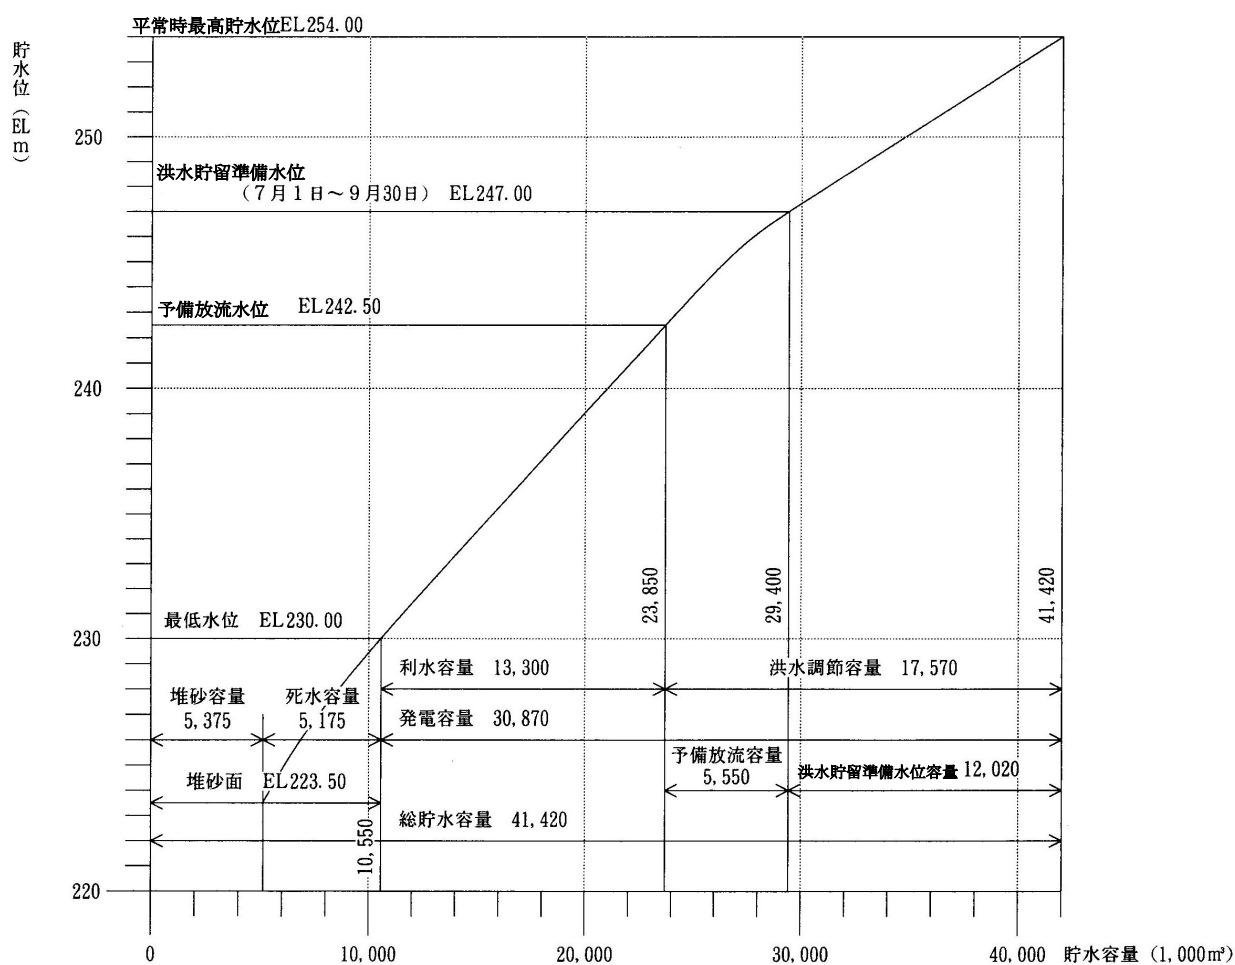 平常時最高貯水位EL254.00
貯水位（ELm）
250
洪水貯留準備水位
（７月１日～９月30日） EL247.00
予備放流水位 EL242.50
240
23,850
29,400
41,420
最低水位 EL230.00
230
利水容量 13,300
洪水調節容量 17,570
堆砂容量
5,375
死水容量
5,175
発電容量 30,870
予備放流容量
5,550
洪水貯留準備水位容量 12,020
堆砂面 EL223.50
総貯水容量 41,420
10,550
220
0
10,000
20,000
30,000
40,000
貯水容量（1,000m³）